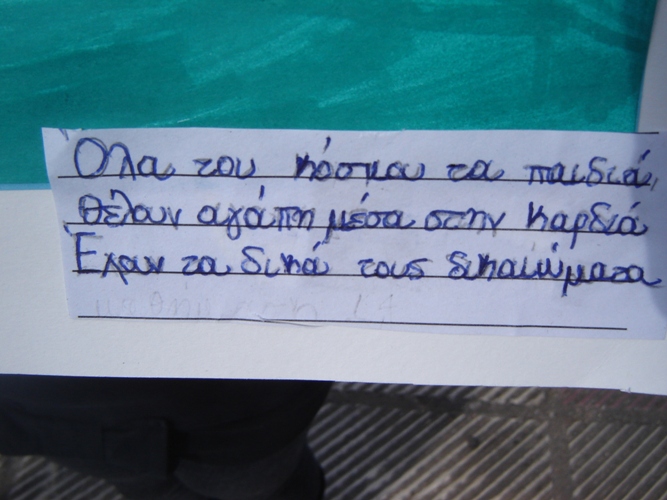 Όλα του κόσμου τα παιδιά,
θέλουν αγάπη μέσα στην καρδιά
Έχουν τα δικά τους δικαιώματα